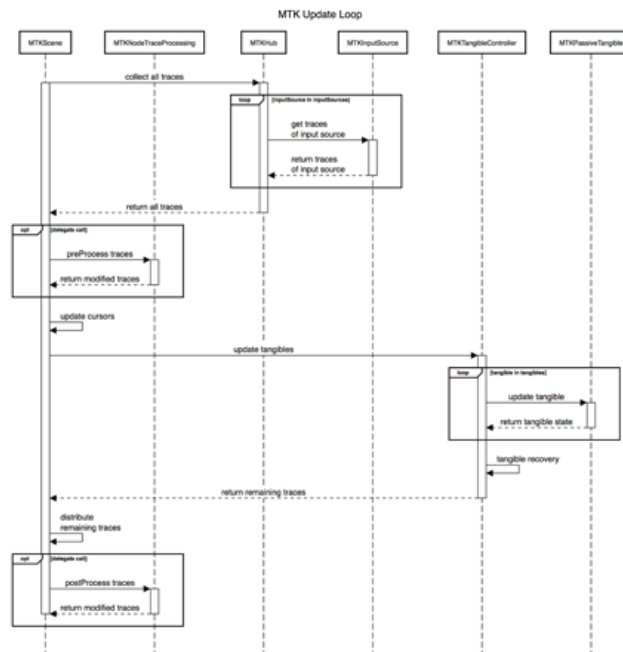 MTK Update Loop
MTKScene
MTKNodeTraceProcessing
MTKHub
MTKInputSource
MTKTangibleController
MTKPassiveTangible
collect all traces
loop
[inputSource in inputSources]
get traces
of input source
return traces
of input source
return all traces
opt
[delegate call]
preProcess traces
return modified traces
update cursors
update tangibles
loop
[tangible in tangibles]
update tangible
return tangible state
tangible recovery
return remaining traces
distribute
remaining traces
opt
[delegate call]
postProcess traces
return modified traces